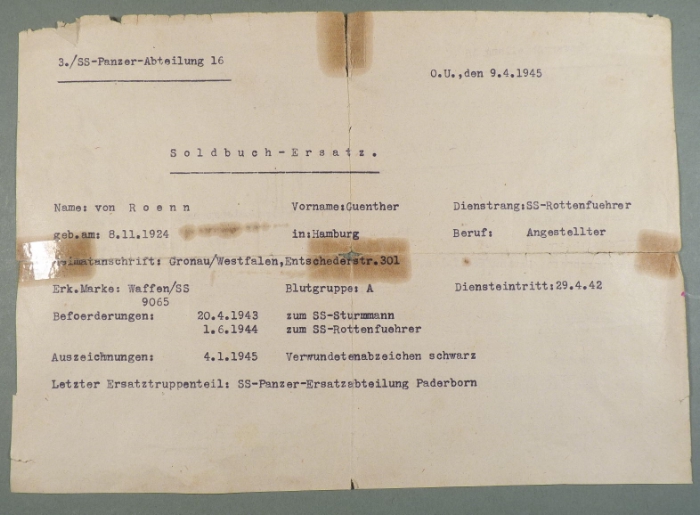 3./SS-Panzer-Abteilung 16
O.U.,den 9.4.1945
Soldbuch-Ersatz.
Name: von Roenn Vorname:Guenther Dienstrang:SS-Rottenfuehrer
geb.am: 8.11.1924 in:Hamburg Beruf: Angestellter
Heimatanschrift: Gronau/Westfalen,Entschederstr.301
Erk.Marke: Waffen/SS Blutgruppe: A Diensteintritt:29.4.42
9065
Befoerderungen: 20.4.1943 zum SS-Sturmmann
1.6.1944 zum SS-Rottenfuehrer
Auszeichnungen: 4.1.1945 Verwundetenabzeichen schwarz
Letzter Ersatztruppenteil: SS-Panzer-Ersatzabteilung Paderborn